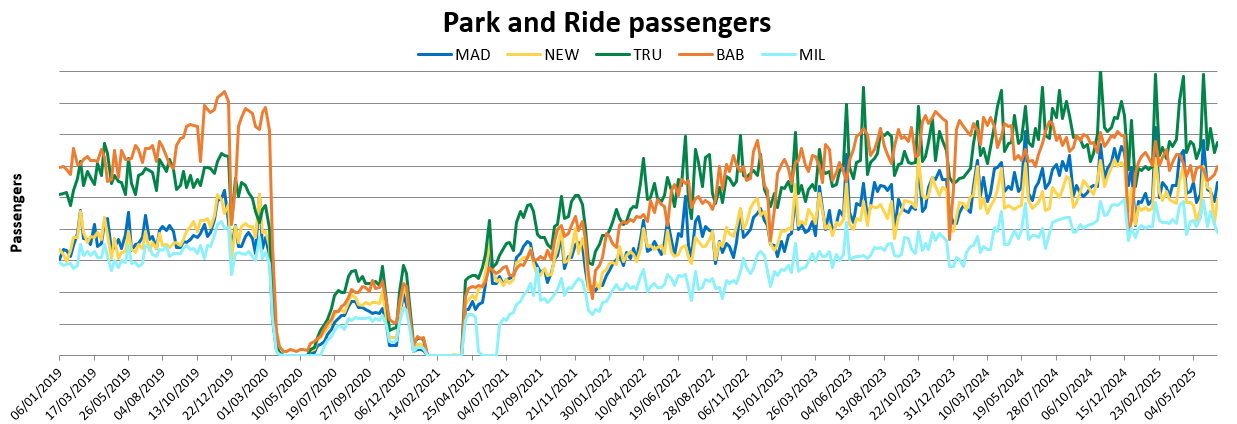 Park and Ride passengers
MAD NEW TRU BAB MIL
Passengers
06/01/2019 17/03/2019 26/05/2019 04/08/2019 13/10/2019 22/12/2019 01/03/2020 10/05/2020 19/07/2020 27/09/2020 06/12/2020 14/02/2021 25/04/2021 04/07/2021 12/09/2021 21/11/2021 30/01/2022 10/04/2022 19/06/2022 28/08/2022 06/11/2022 15/01/2023 26/03/2023 04/06/2023 13/08/2023 22/10/2023 31/12/2023 10/03/2024 19/05/2024 28/07/2024 06/10/2024 15/12/2024 23/02/2025 04/05/2025